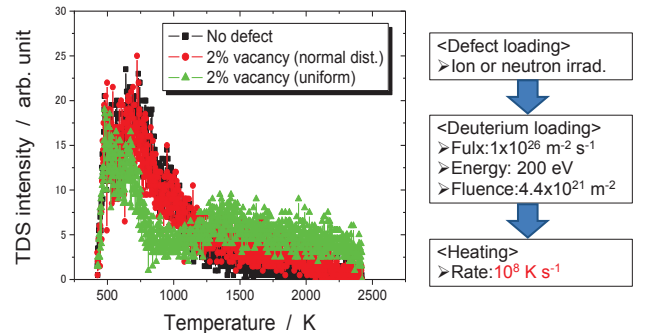 TDS intensity / arb. unit
30
25
20
15
10
5
0
No defect
2% vacancy (normal dist.)
2% vacancy (uniform)
500
1000
1500
2000
2500
Temperature / K
<Defect loading>
➢Ion or neutron irrad.
<Deuterium loading>
➢Fulx:1x10²⁶ m⁻² s⁻¹
➢Energy: 200 eV
➢Fluence:4.4x10²¹ m⁻²
<Heating>
➢Rate:10⁸ K s⁻¹